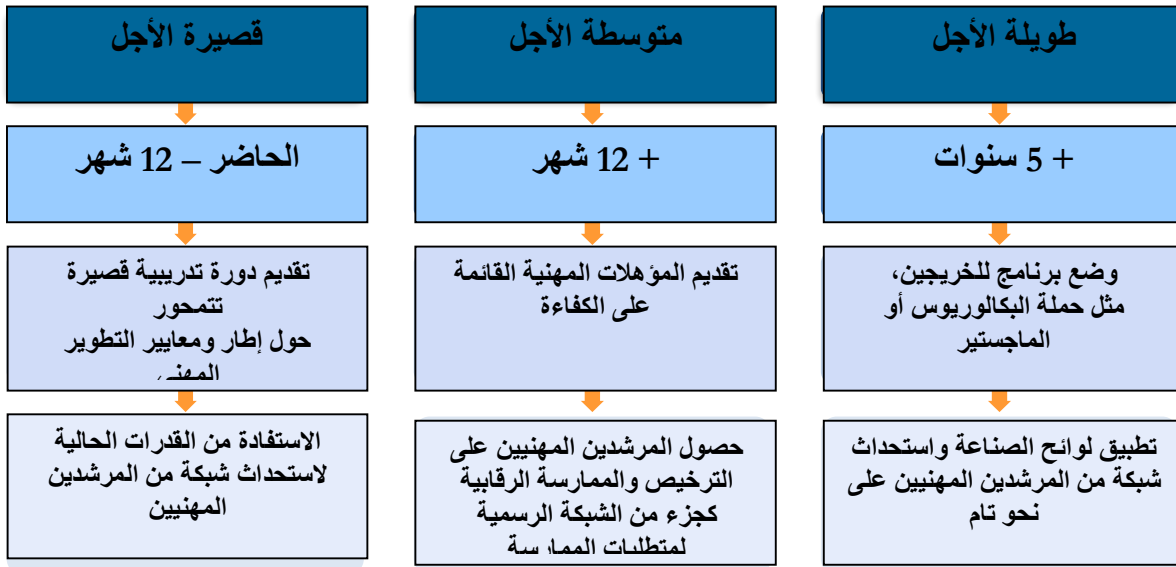 قصيرة الأجل
الحاضر – 12 شهر
تقديم دورة تدريبية قصيرة
تتمحور
حول إطار ومعايير التطوير
المهني
الاستفادة من القدرات الحالية
لاستحداث شبكة من المرشدين
المهنيين
متوسطة الأجل
+ 12 شهر
تقديم المؤهلات المهنية القائمة
على الكفاءة
حصول المرشدين المهنيين على
الترخيص والممارسة الرقابية
كجزء من الشبكة الرسمية
لمتطلبات الممارسة
طويلة الأجل
+ 5 سنوات
وضع برنامج للخريجين،
مثل حملة البكالوريوس أو
الماجستير
تطبيق لوائح الصناعة واستحداث
شبكة من المرشدين المهنيين على
نحو تام